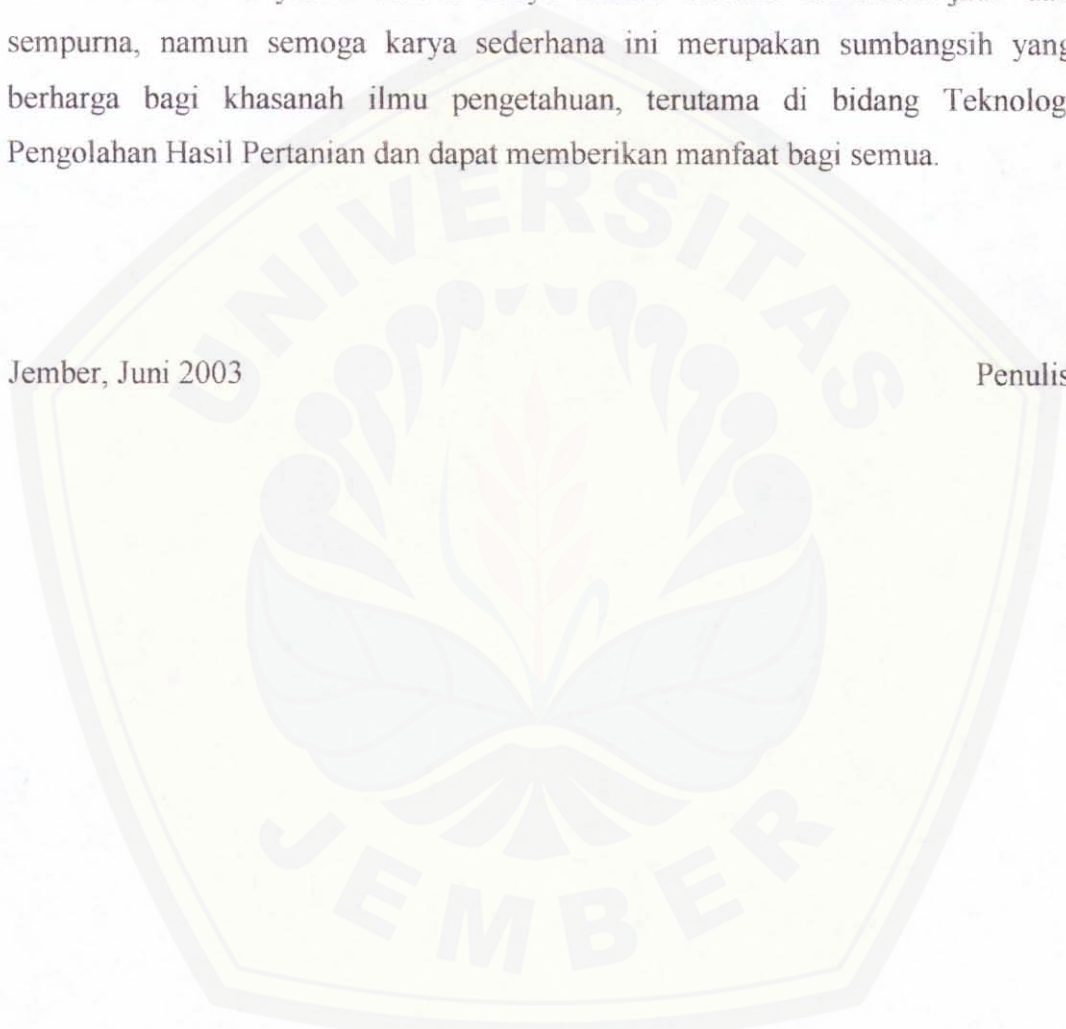 sempurna, namun semoga karya sederhana ini merupakan sumbangsih yang
berharga bagi khasanah ilmu pengetahuan, terutama di bidang Teknolog
Pengolahan Hasil Pertanian dan dapat memberikan manfaat bagi semua.
UNIVERSITAS
Jember, Juni 2003 Penulis
JEMBER